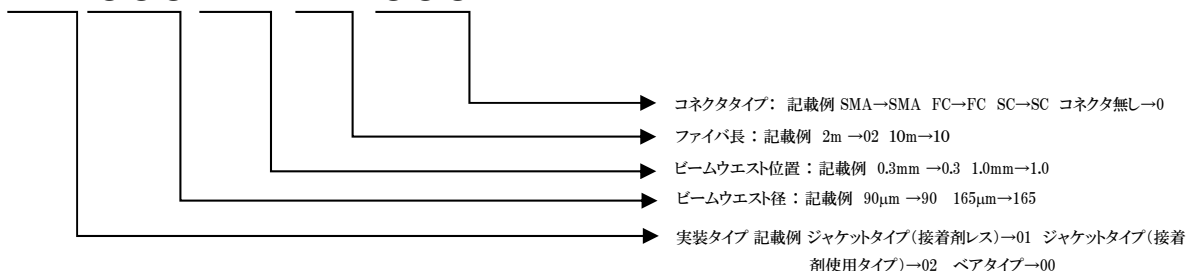 コネクタタイプ： 記載例 SMA→SMA FC→FC SC→SC コネクタ無し→0
ファイバ長：記載例 2m →02 10m→10
ビームウエスト位置：記載例 0.3mm →0.3 1.0mm→1.0
ビームウエスト径：記載例 90μm →90 165μm→165
実装タイプ 記載例 ジャケットタイプ（接着剤レス）→01 ジャケットタイプ（接着
剤使用タイプ）→02 ベアタイプ→00